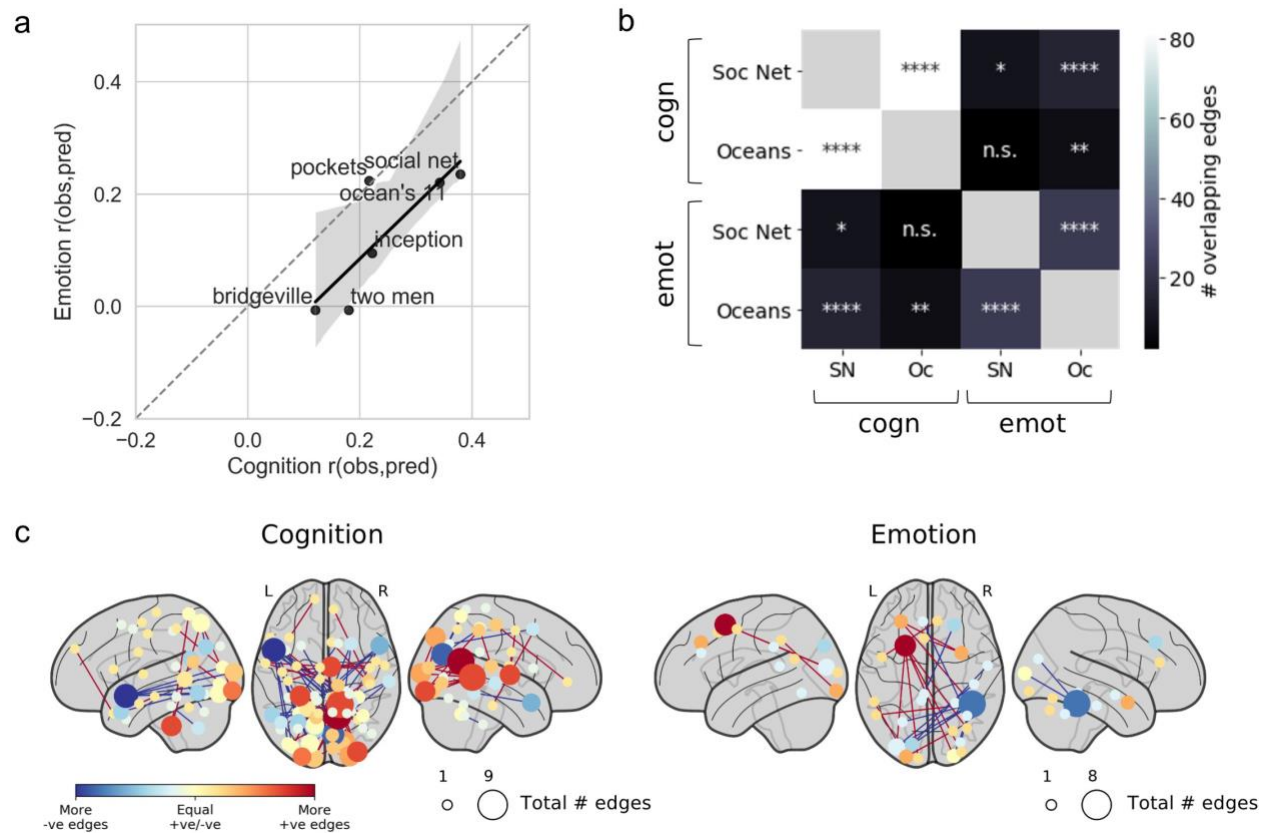 a
Emotion r(obs,pred)
0.4
0.2
0.0
−0.2
pockets
social net
ocean's 11
inception
bridgeville
two men
−0.2
0.0
0.2
0.4
Cognition r(obs,pred)
b
cogn
emot
Soc Net
Oceans
Soc Net
Oceans
**** * ****
**** n.s. **
* n.s. ****
**** ** ****
SN Oc SN Oc
cogn emot
80
60
40
20
# overlapping edges
c
Cognition
L R
More -ve edges
Equal +ve/-ve
More +ve edges
1 9
Total # edges
Emotion
L R
1 8
Total # edges